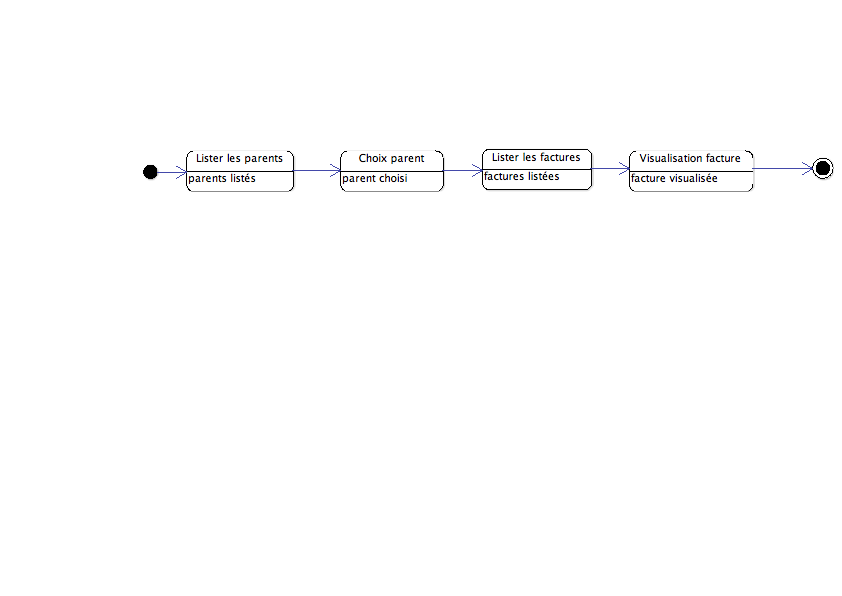 Lister les parents
parents listés
Choix parent
parent choisi
Lister les factures
factures listées
Visualisation facture
facture visualisée